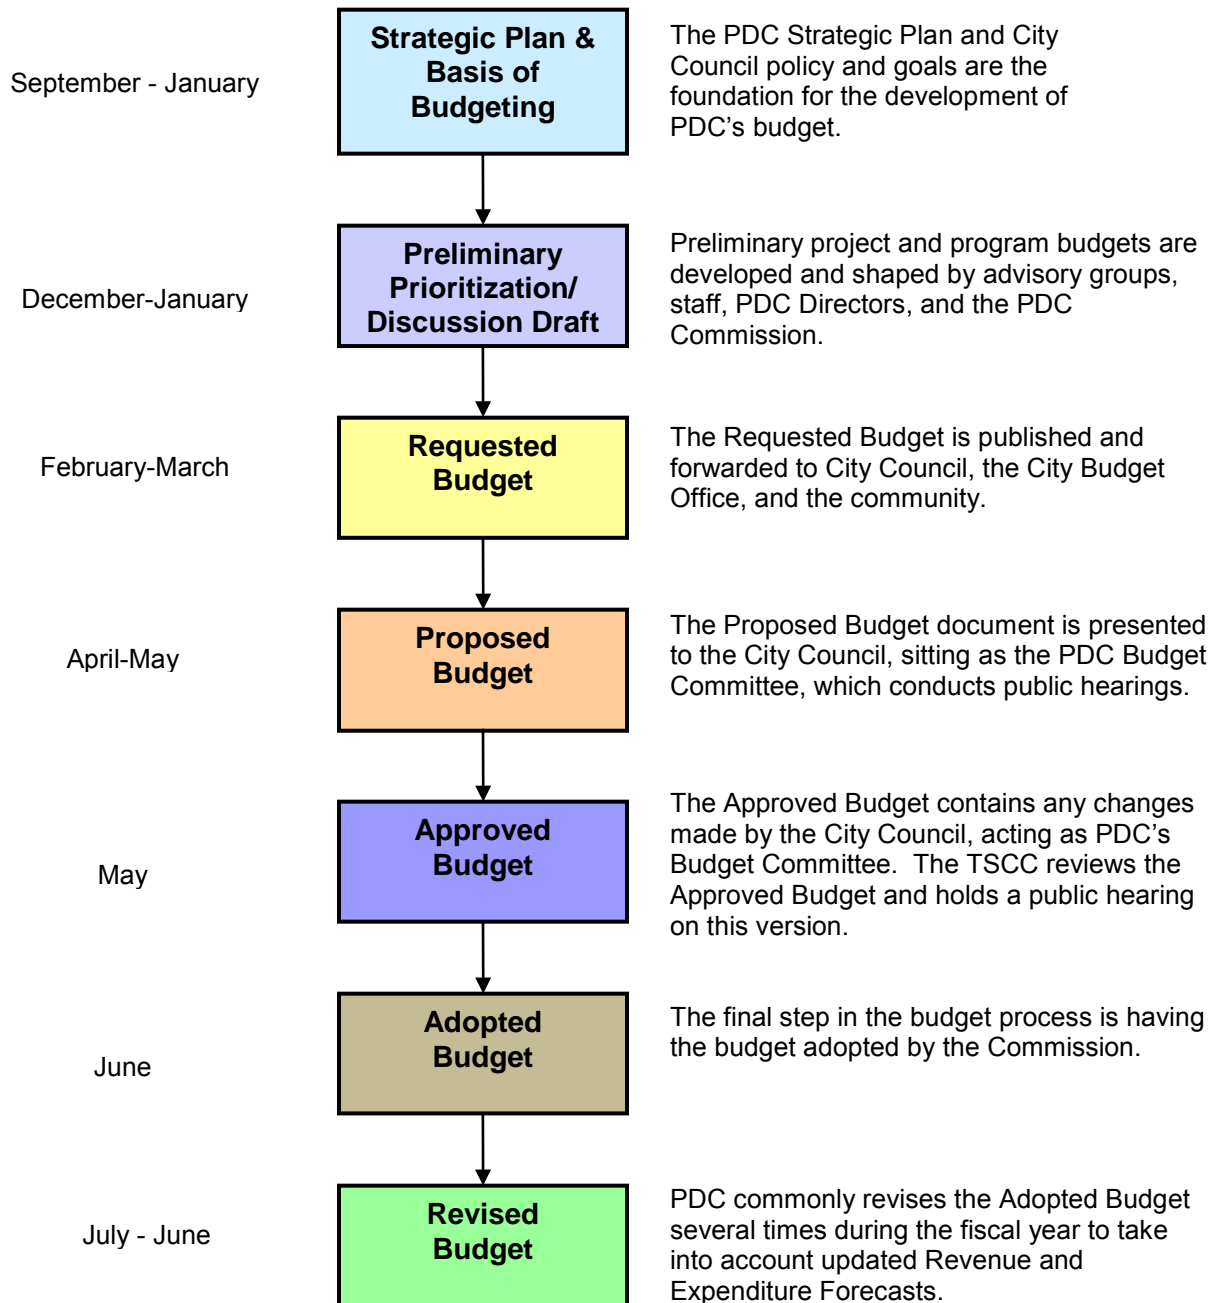 September - January
Strategic Plan &
Basis of
Budgeting
The PDC Strategic Plan and City
Council policy and goals are the
foundation for the development of
PDC’s budget.
December-January
Preliminary
Prioritization/
Discussion Draft
Preliminary project and program budgets are
developed and shaped by advisory groups,
staff, PDC Directors, and the PDC
Commission.
February-March
Requested
Budget
The Requested Budget is published and
forwarded to City Council, the City Budget
Office, and the community.
April-May
Proposed
Budget
The Proposed Budget document is presented
to the City Council, sitting as the PDC Budget
Committee, which conducts public hearings.
May
Approved
Budget
The Approved Budget contains any changes
made by the City Council, acting as PDC’s
Budget Committee.  The TSCC reviews the
Approved Budget and holds a public hearing
on this version.
June
Adopted
Budget
The final step in the budget process is having
the budget adopted by the Commission.
July - June
Revised
Budget
PDC commonly revises the Adopted Budget
several times during the fiscal year to take
into account updated Revenue and
Expenditure Forecasts.